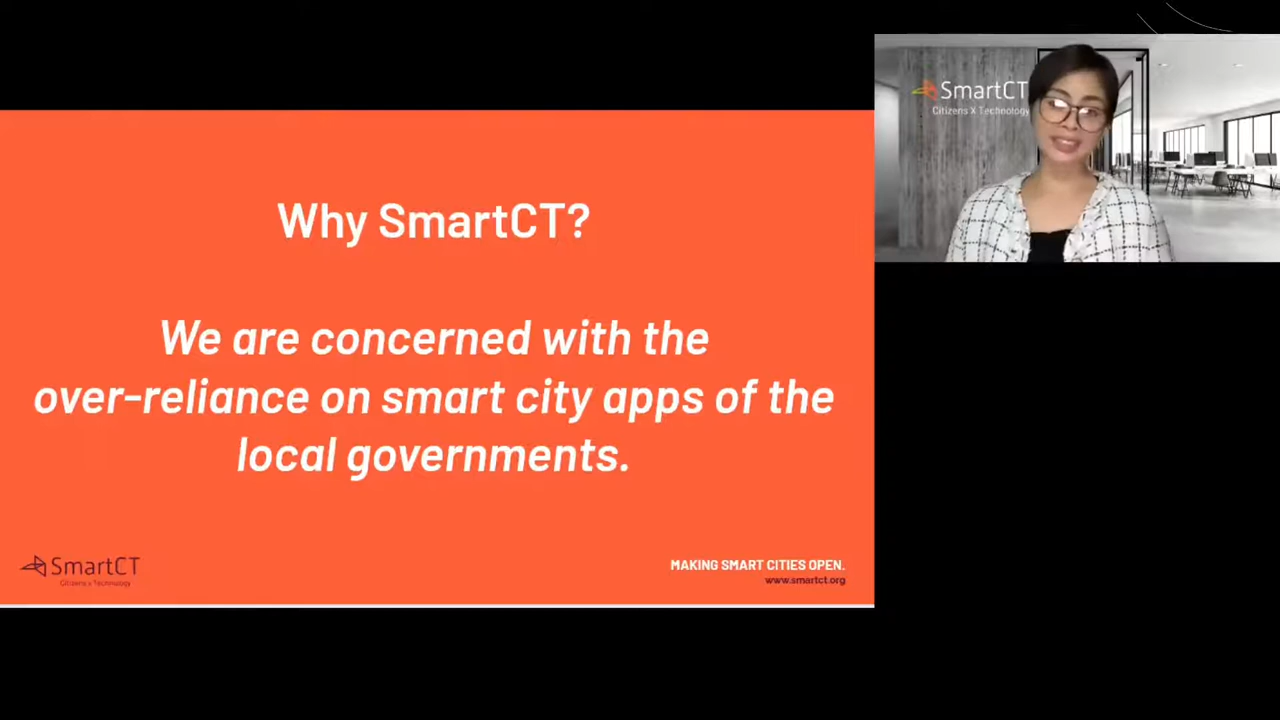 Why SmartCT?
We are concerned with the
over-reliance on smart city apps of the
local governments.
SmartCT
Citizens x Technology
MAKING SMART CITIES OPEN.
www.smartct.org
SmartCT
Citizens X Technology